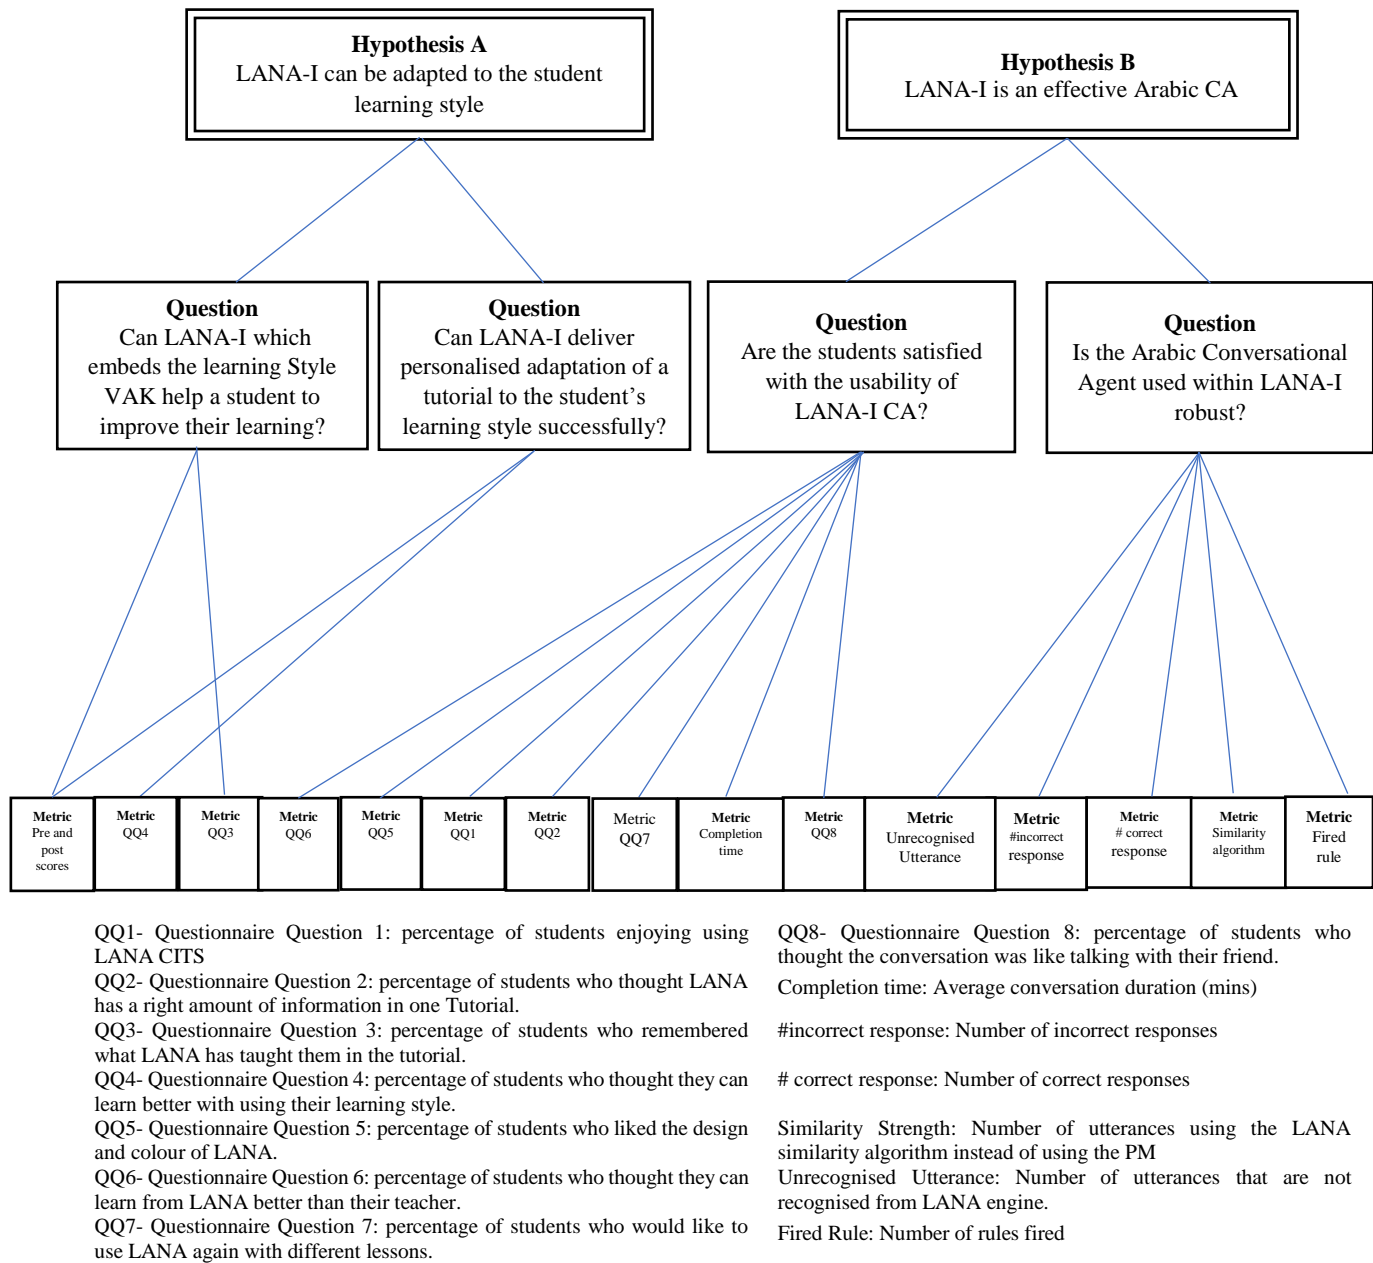 Hypothesis A
LANA-I can be adapted to the student
learning style
Hypothesis B
LANA-I is an effective Arabic CA
Question
Can LANA-I which
embeds the learning Style
VAK help a student to
improve their learning?
Question
Can LANA-I deliver
personalised adaptation of a
tutorial to the student’s
learning style successfully?
Question
Are the students satisfied
with the usability of
LANA-I CA?
Question
Is the Arabic Conversational
Agent used within LANA-I
robust?
Metric
Pre and
post
scores
Metric
QQ4
Metric
QQ3
Metric
QQ6
Metric
QQ5
Metric
QQ1
Metric
QQ2
Metric
QQ7
Metric
Completion
time
Metric
QQ8
Metric
Unrecognised
Utterance
Metric
#incorrect
response
Metric
# correct
response
Metric
Similarity
algorithm
Metric
Fired
rule
QQ1- Questionnaire Question 1: percentage of students enjoying using
LANA CITS
QQ2- Questionnaire Question 2: percentage of students who thought LANA
has a right amount of information in one Tutorial.
QQ3- Questionnaire Question 3: percentage of students who remembered
what LANA has taught them in the tutorial.
QQ4- Questionnaire Question 4: percentage of students who thought they can
learn better with using their learning style.
QQ5- Questionnaire Question 5: percentage of students who liked the design
and colour of LANA.
QQ6- Questionnaire Question 6: percentage of students who thought they can
learn from LANA better than their teacher.
QQ7- Questionnaire Question 7: percentage of students who would like to
use LANA again with different lessons.
QQ8- Questionnaire Question 8: percentage of students who
thought the conversation was like talking with their friend.
Completion time: Average conversation duration (mins)
#incorrect response: Number of incorrect responses
# correct response: Number of correct responses
Similarity Strength: Number of utterances using the LANA
similarity algorithm instead of using the PM
Unrecognised Utterance: Number of utterances that are not
recognised from LANA engine.
Fired Rule: Number of rules fired